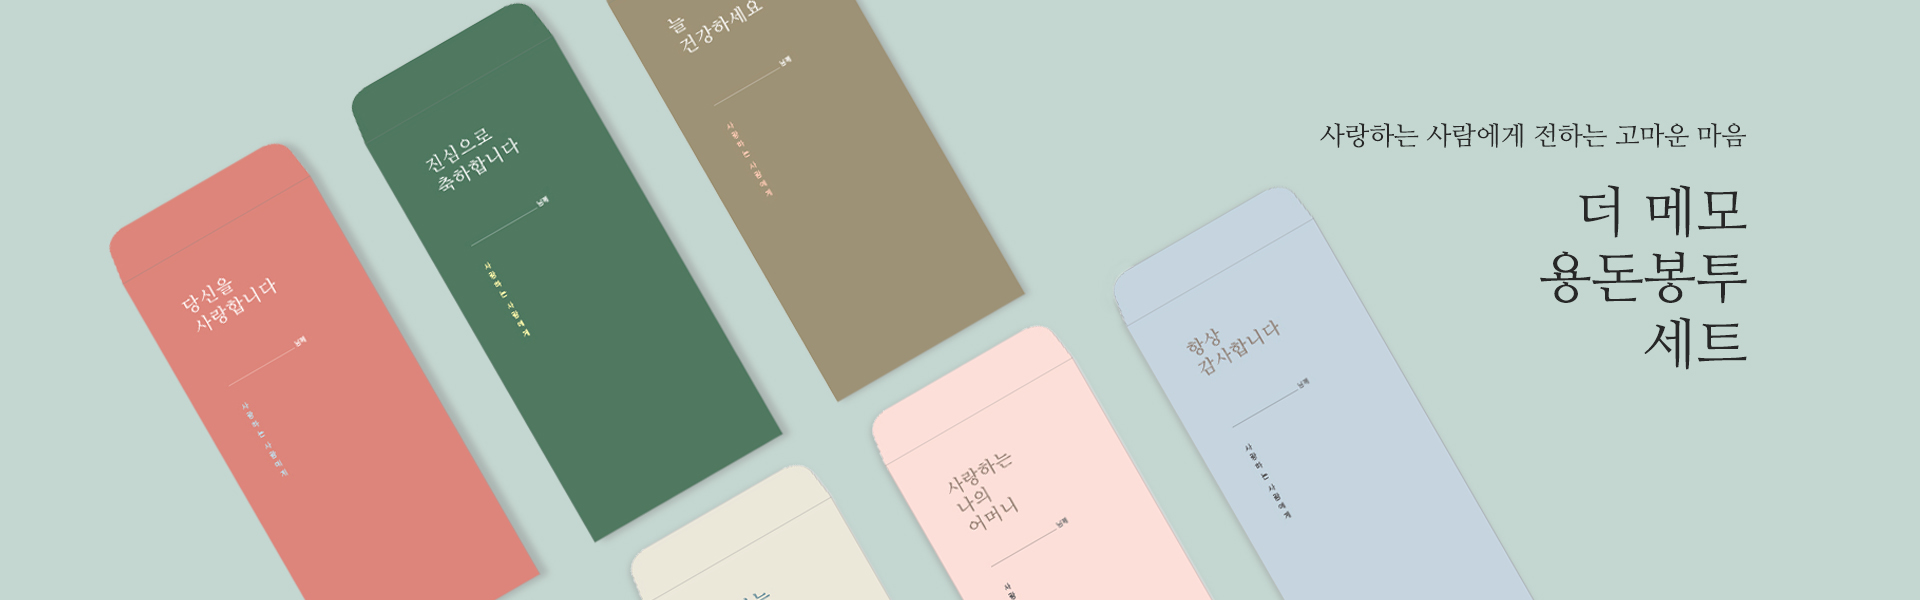 당신을
사랑합니다
님께
사랑하는 사람에게
진심으로
축하합니다
님께
사랑하는 사람에게
늘
건강하세요
님께
사랑하는 사람에게
사랑하는
나의
어머니
님께
항상
감사합니다
님께
사랑하는 사람에게
사랑하는 사람에게 전하는 고마운 마음
더 메모
용돈봉투
세트